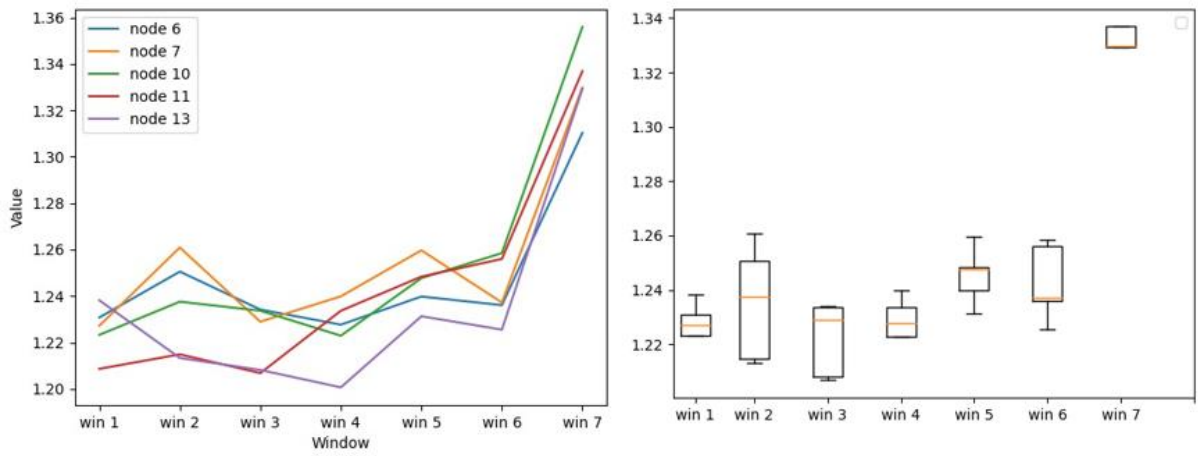 1.36
1.34
1.32
1.30
1.28
1.26
1.24
1.22
1.20
Value
node 6
node 7
node 10
node 11
node 13
win 1 win 2 win 3 win 4 win 5 win 6 win 7
Window
1.34
1.32
1.30
1.28
1.26
1.24
1.22
win 1 win 2 win 3 win 4 win 5 win 6 win 7